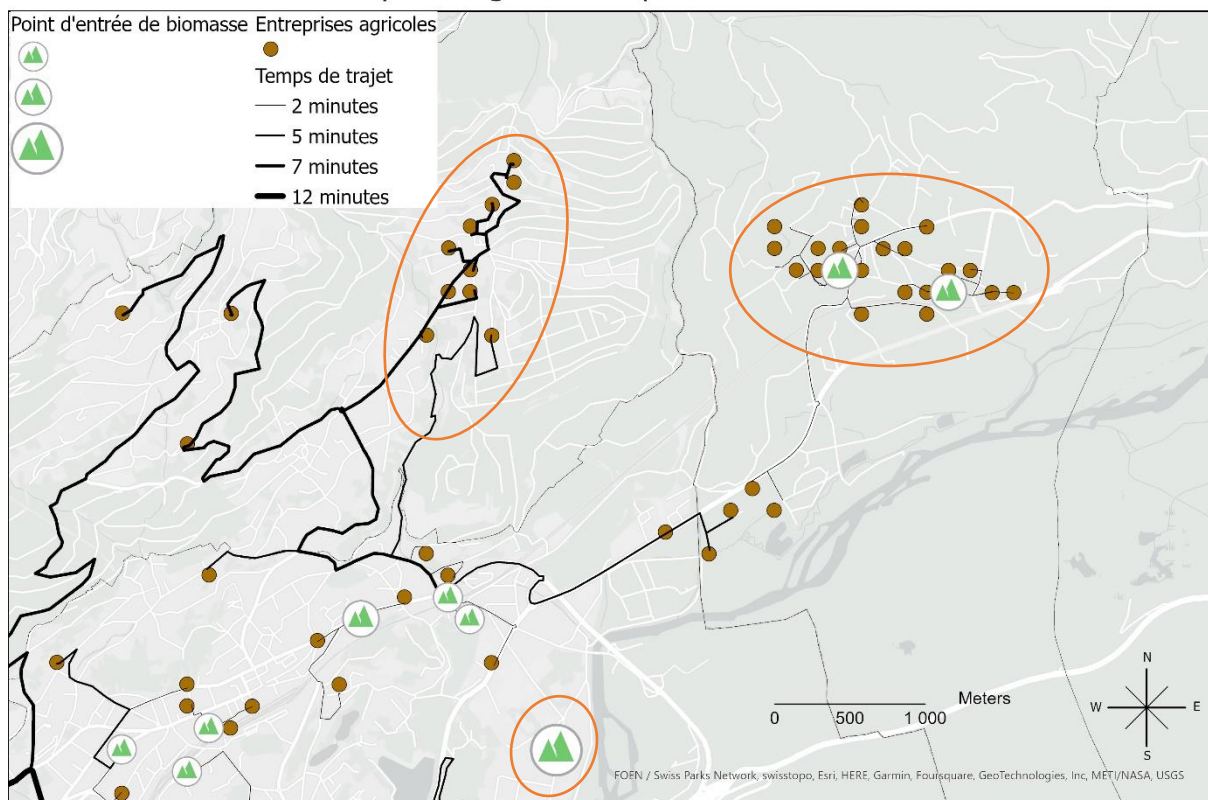 Point d'entrée de biomasse
Entreprises agricoles
Temps de trajet
2 minutes
5 minutes
7 minutes
12 minutes
N
W
E
S
Meters
0 500 1 000
FOEN / Swiss Parks Network, swisstopo, Esri, HERE, Garmin, Foursquare, GeoTechnologies, Inc, METI/NASA, USGS